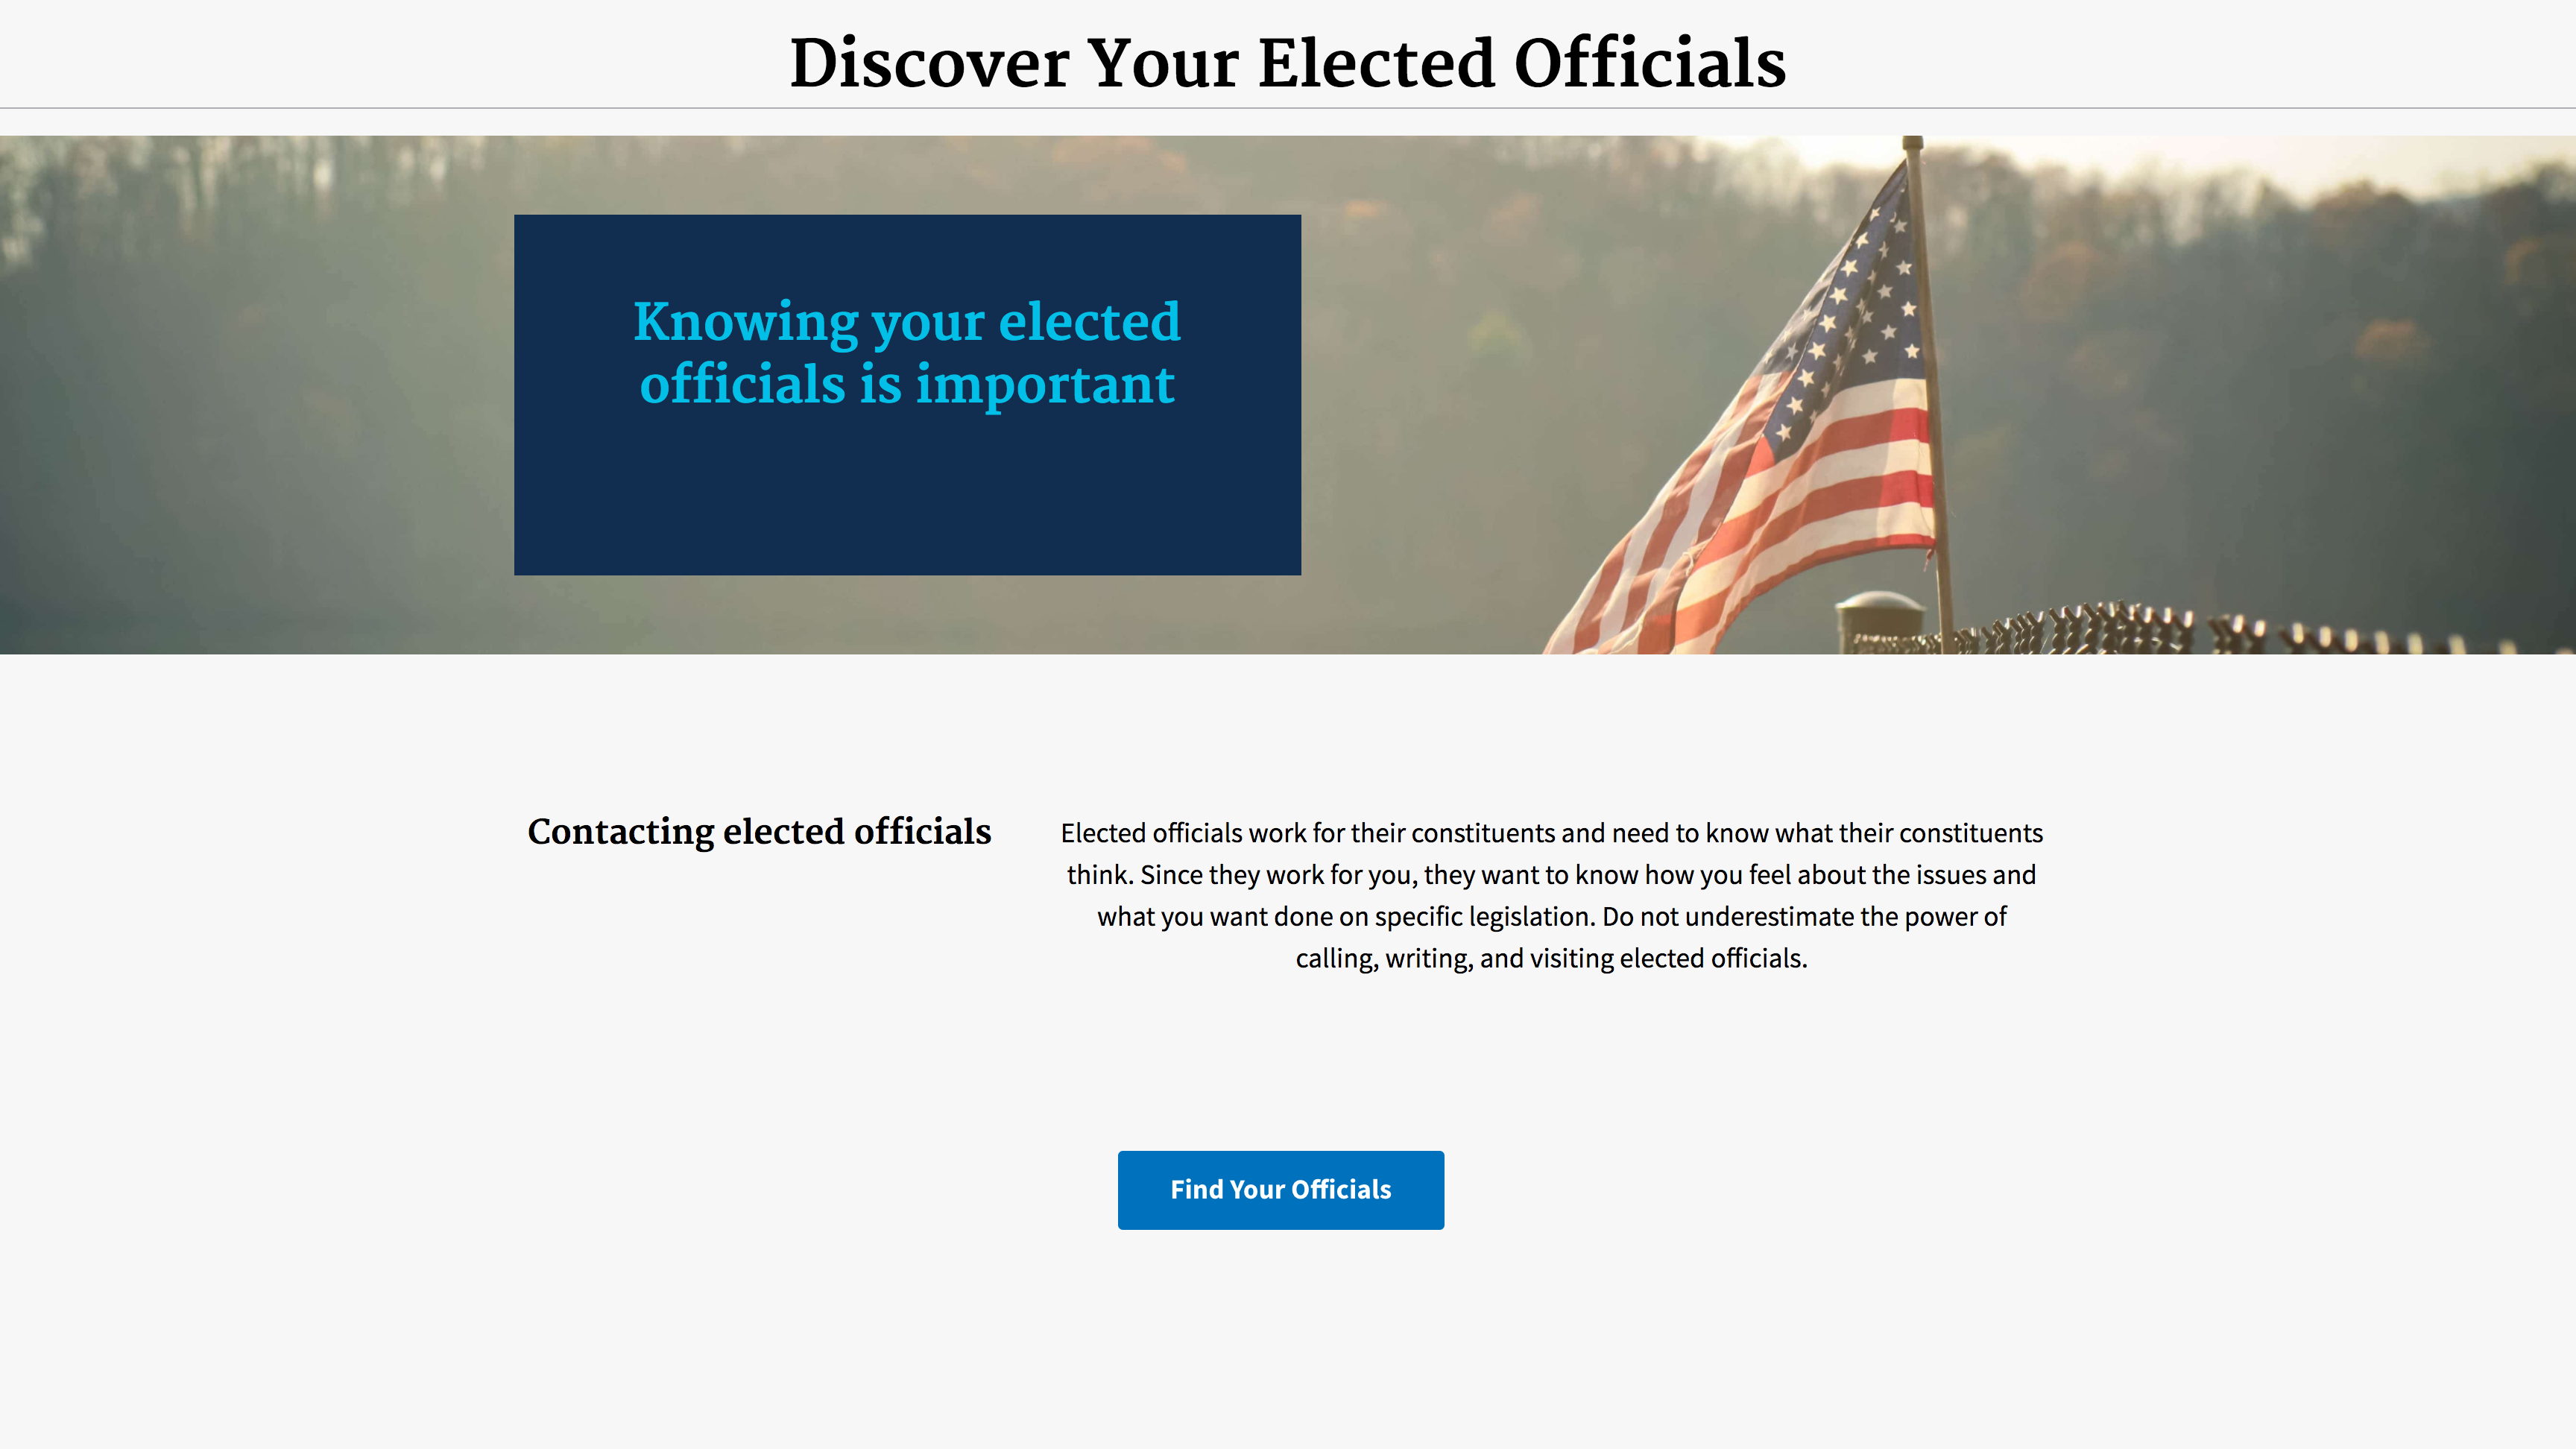 Discover Your Elected Officials
Knowing your elected
officials is important
Contacting elected officials
Elected officials work for their constituents and need to know what their constituents
think. Since they work for you, they want to know how you feel about the issues and
what you want done on specific legislation. Do not underestimate the power of
calling, writing, and visiting elected officials.
Find Your Officials